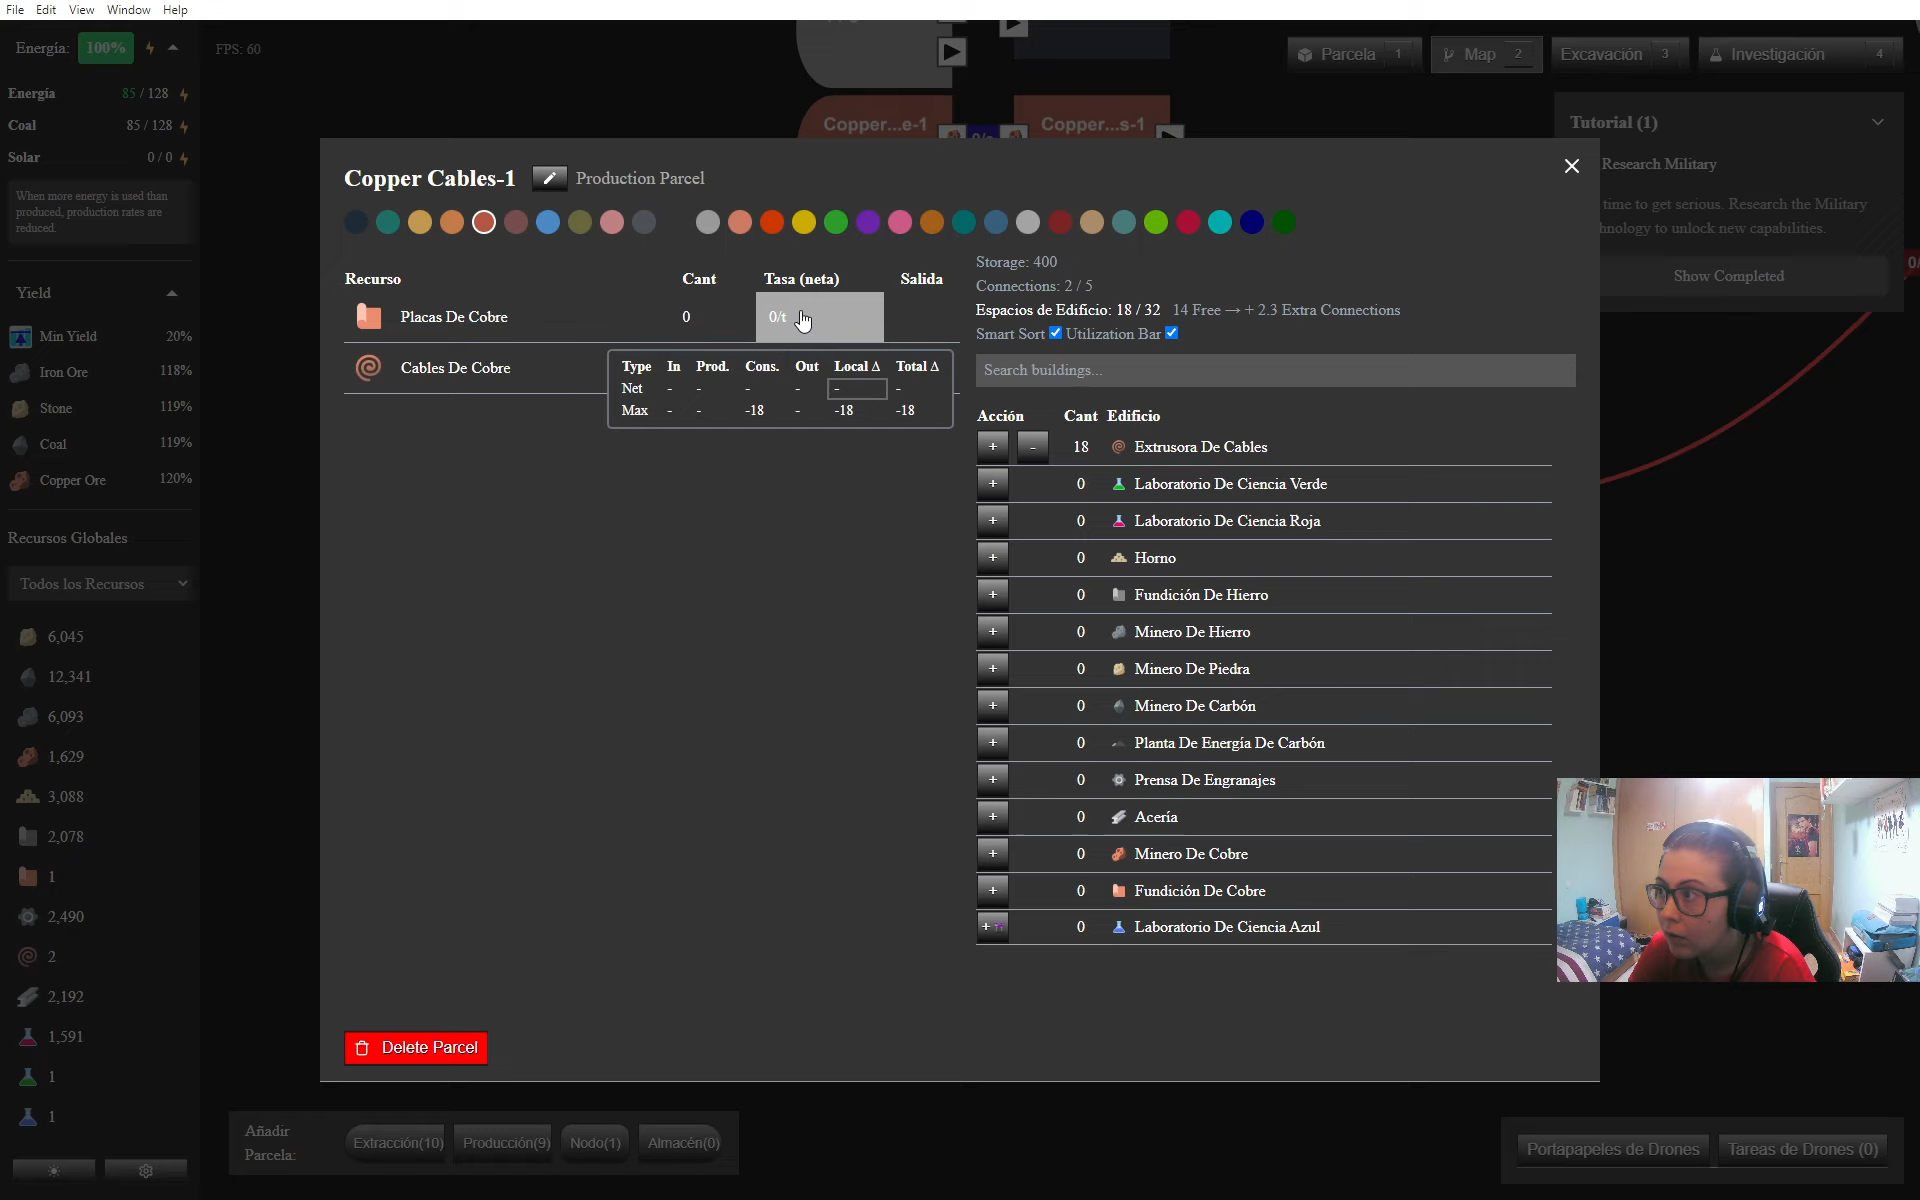 File Edit View Window Help
Energía: 100%
FPS: 60
Parcela 1
Map 2
Excavación 3
Investigación 4
Energía 85 / 128
Coal 85 / 128
Solar 0 / 0
When more energy is used than
produced, production rates are
reduced.
Yield
Min Yield 20%
Iron Ore 118%
Stone 119%
Coal 119%
Copper Ore 120%
Recursos Globales
Todos los Recursos
6,045
12,341
6,093
1,629
3,088
2,078
1
2,490
2
2,192
1,591
1
1
Copper...e-1
Copper...s-1
Tutorial (1)
Research Military
time to get serious. Research the Military
hnology to unlock new capabilities.
Show Completed
Copper Cables-1 Production Parcel
Recurso Cant Tasa (neta) Salida
Placas De Cobre 0 0/t
Cables De Cobre
Type In Prod. Cons. Out Local Δ Total Δ
Net - - - - -
Max - - -18 - -18 -18
Storage: 400
Connections: 2 / 5
Espacios de Edificio: 18 / 32 14 Free → + 2.3 Extra Connections
Smart Sort Utilization Bar
Search buildings...
Acción Cant Edificio
+ - 18 Extrusora De Cables
+ 0 Laboratorio De Ciencia Verde
+ 0 Laboratorio De Ciencia Roja
+ 0 Horno
+ 0 Fundición De Hierro
+ 0 Minero De Hierro
+ 0 Minero De Piedra
+ 0 Minero De Carbón
+ 0 Planta De Energía De Carbón
+ 0 Prensa De Engranajes
+ 0 Acería
+ 0 Minero De Cobre
+ 0 Fundición De Cobre
+ 0 Laboratorio De Ciencia Azul
Delete Parcel
Añadir
Parcela:
Extracción(10) Producción(9) Nodo(1) Almacén(0)
Portapapeles de Drones Tareas de Drones (0)